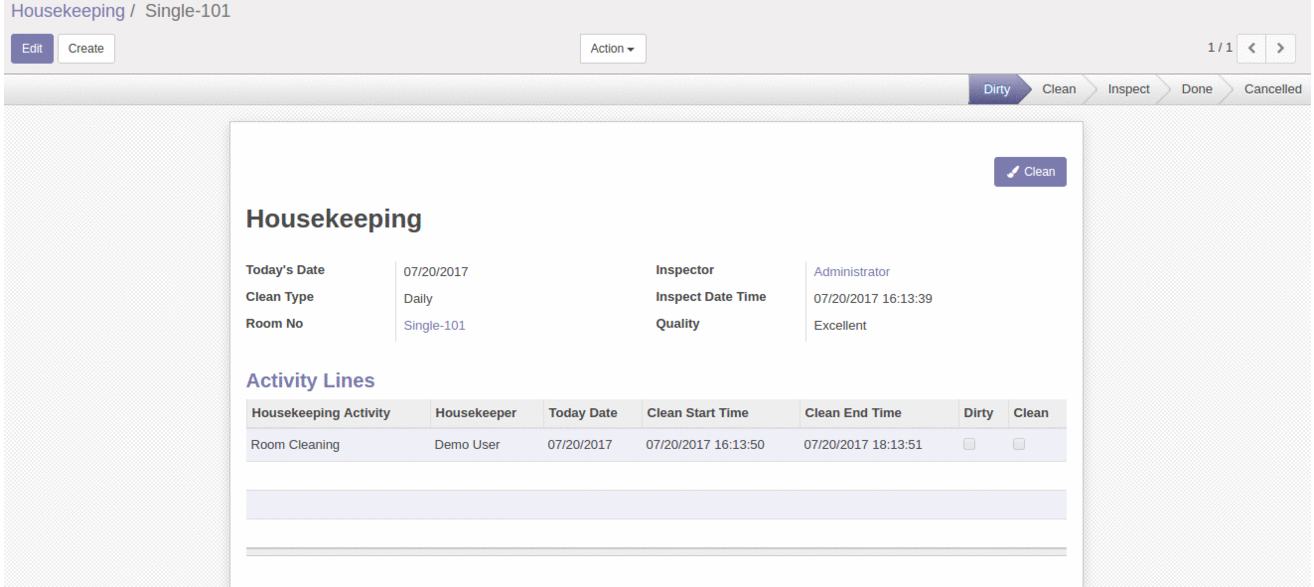 Housekeeping / Single-101
Edit Create Action 1 / 1
Dirty Clean Inspect Done Cancelled
Clean
Housekeeping
Today's Date 07/20/2017 Inspector Administrator
Clean Type Daily Inspect Date Time 07/20/2017 16:13:39
Room No Single-101 Quality Excellent
Activity Lines
Housekeeping Activity Housekeeper Today Date Clean Start Time Clean End Time Dirty Clean
Room Cleaning Demo User 07/20/2017 07/20/2017 16:13:50 07/20/2017 18:13:51